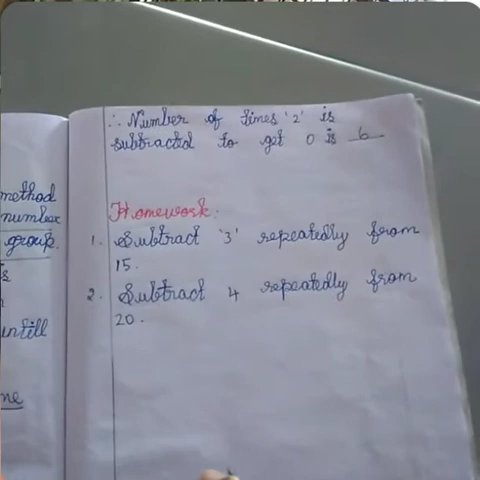 ∴ Number of times '2' is
subtracted to get 0 is 6
method
number
group.
Homework:
1. Subtract '3' repeatedly from
15.
2. Subtract 4 repeatedly from
20.
untill